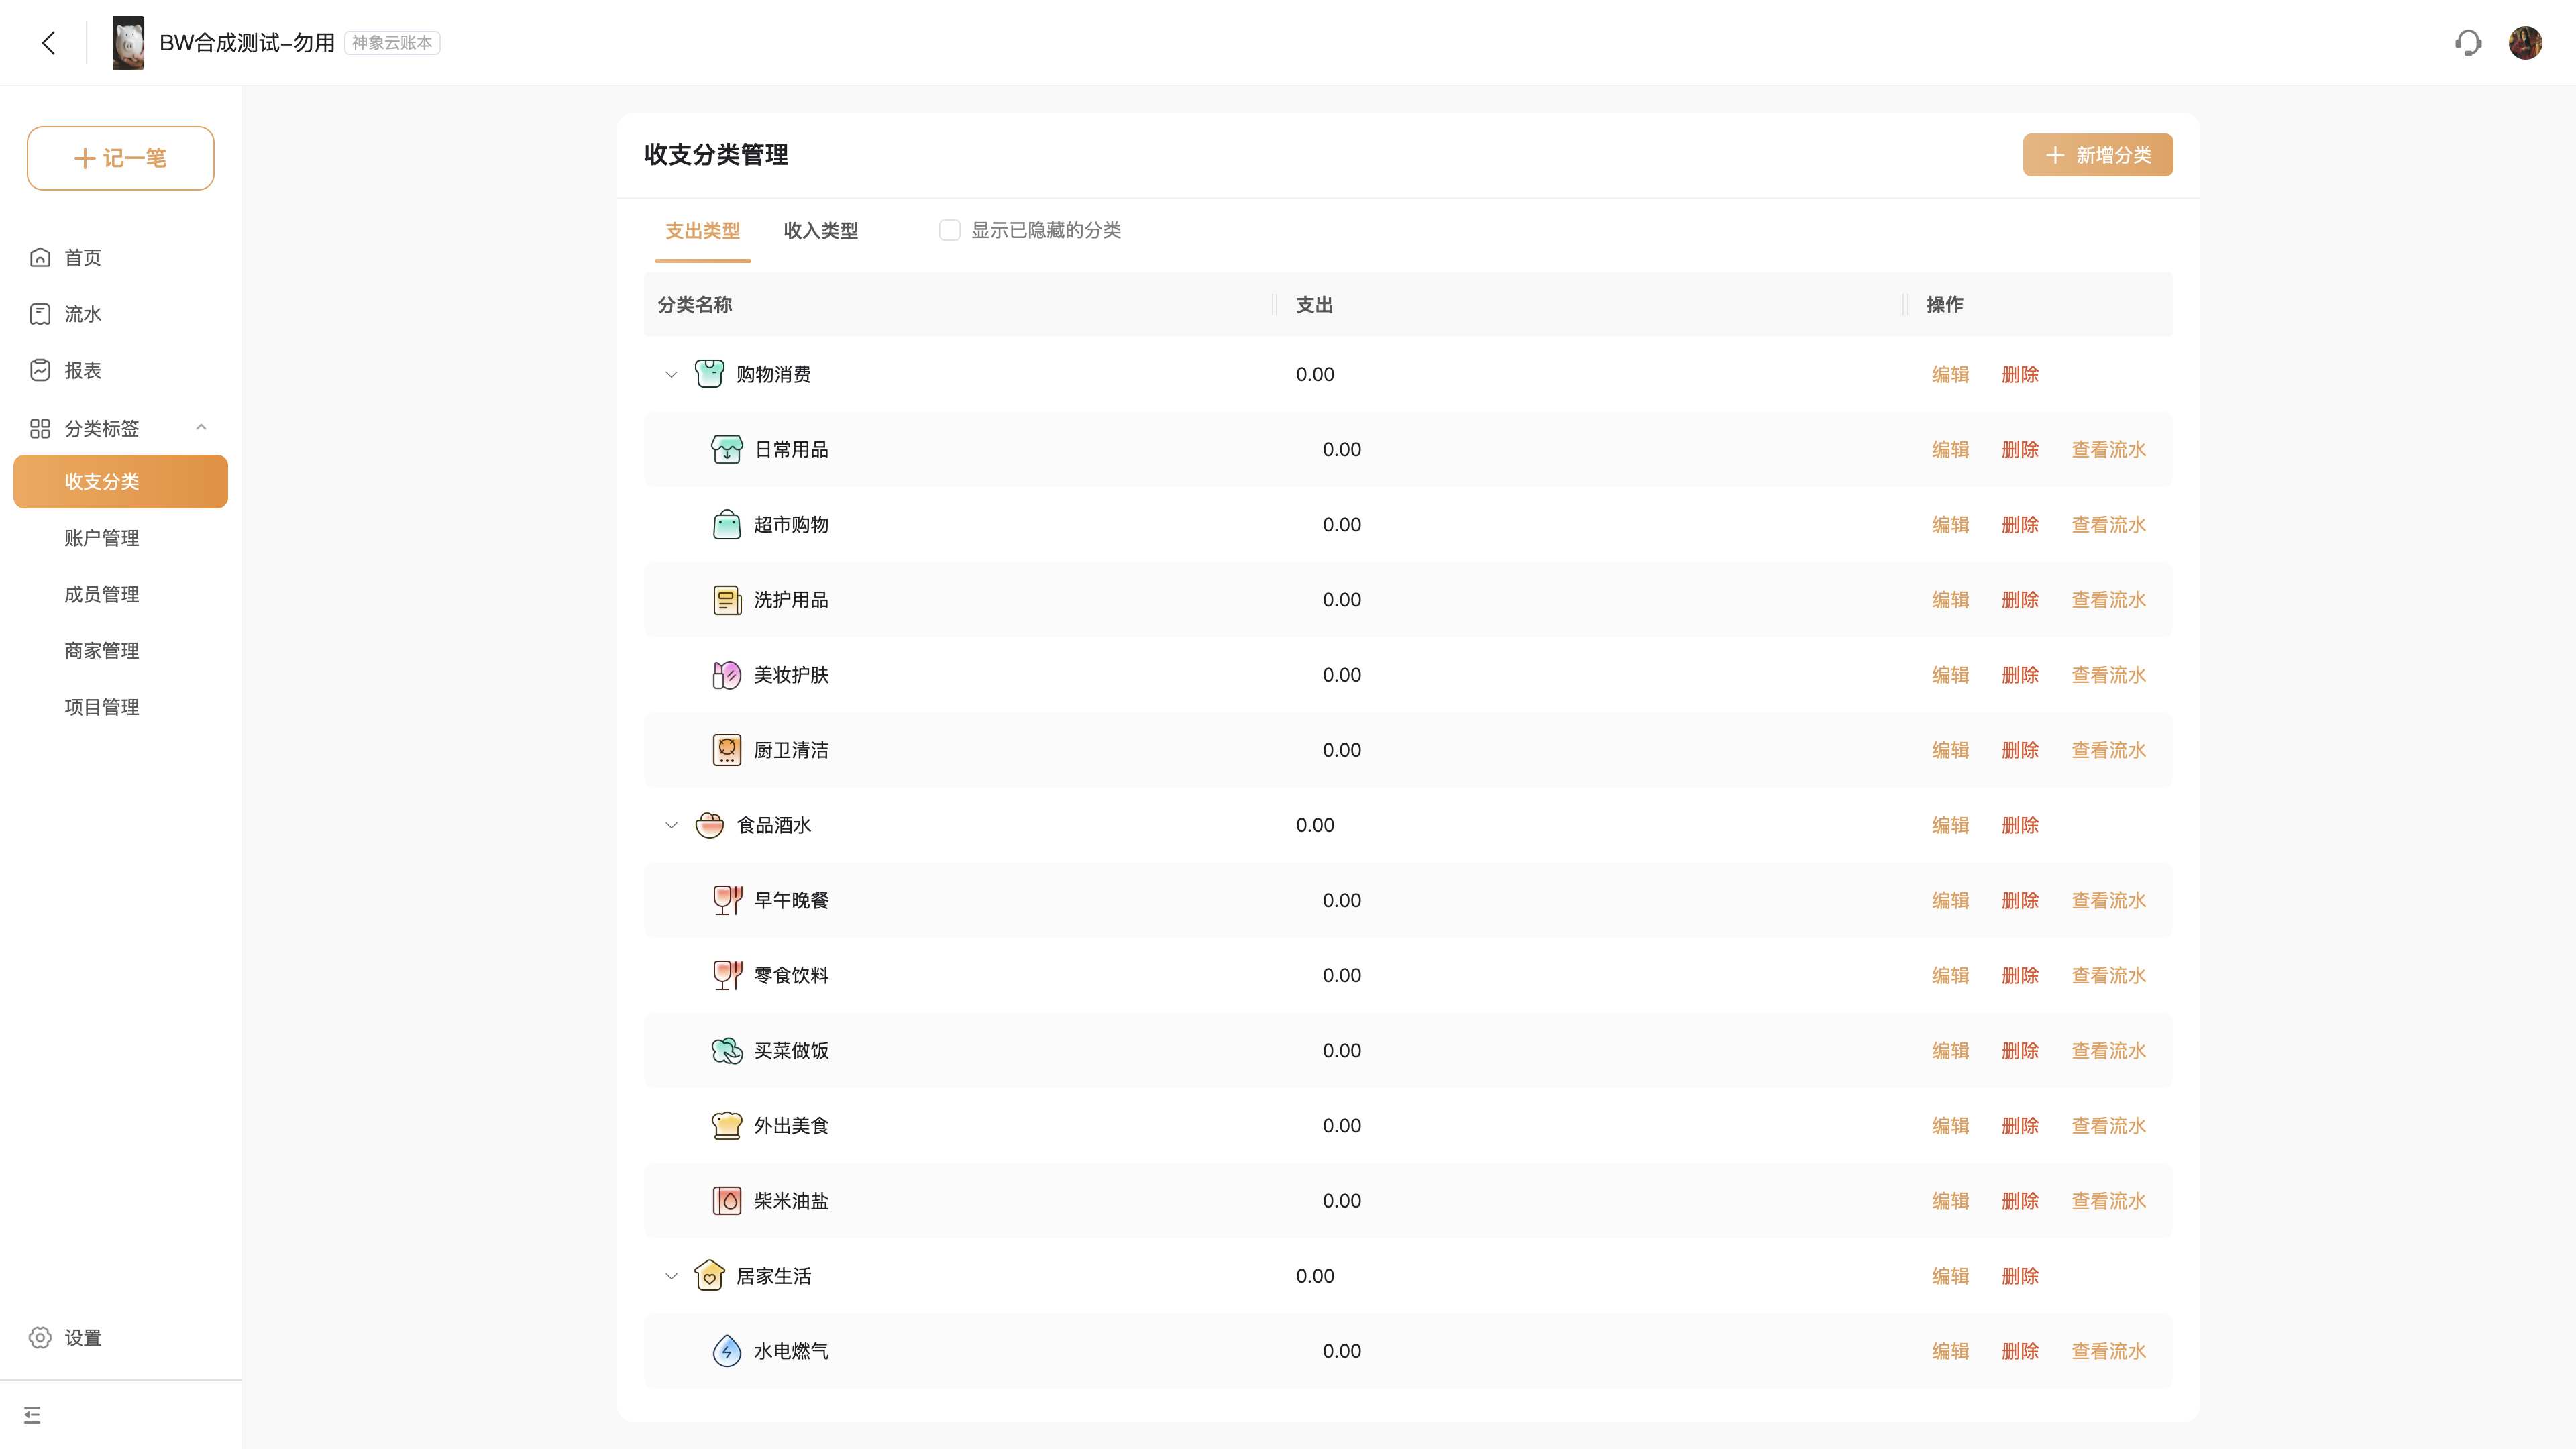 BW合成测试–勿用 神象云账本
记一笔
首页
流水
报表
分类标签
收支分类
账户管理
成员管理
商家管理
项目管理
设置
收支分类管理
新增分类
支出类型 收入类型 显示已隐藏的分类
分类名称 支出 操作
购物消费 0.00 编辑 删除
日常用品 0.00 编辑 删除 查看流水
超市购物 0.00 编辑 删除 查看流水
洗护用品 0.00 编辑 删除 查看流水
美妆护肤 0.00 编辑 删除 查看流水
厨卫清洁 0.00 编辑 删除 查看流水
食品酒水 0.00 编辑 删除
早午晚餐 0.00 编辑 删除 查看流水
零食饮料 0.00 编辑 删除 查看流水
买菜做饭 0.00 编辑 删除 查看流水
外出美食 0.00 编辑 删除 查看流水
柴米油盐 0.00 编辑 删除 查看流水
居家生活 0.00 编辑 删除
水电燃气 0.00 编辑 删除 查看流水